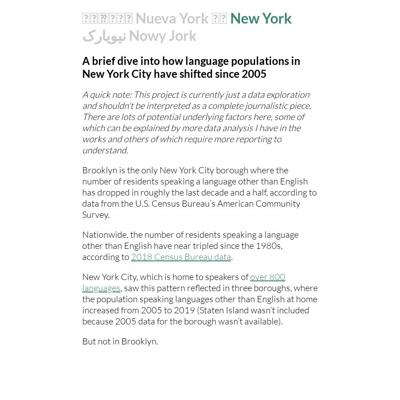 Nueva York New York
نیویارک Nowy Jork
A brief dive into how language populations in
New York City have shifted since 2005
A quick note: This project is currently just a data exploration
and shouldn't be interpreted as a complete journalistic piece.
There are lots of potential underlying factors here, some of
which can be explained by more data analysis I have in the
works and others of which require more reporting to
understand.
Brooklyn is the only New York City borough where the
number of residents speaking a language other than English
has dropped in roughly the last decade and a half, according to
data from the U.S. Census Bureau's American Community
Survey.
Nationwide, the number of residents speaking a language
other than English have near tripled since the 1980s,
according to 2018 Census Bureau data.
New York City, which is home to speakers of over 800
languages, saw this pattern reflected in three boroughs, where
the population speaking languages other than English at home
increased from 2005 to 2019 (Staten Island wasn't included
because 2005 data for the borough wasn't available).
But not in Brooklyn.